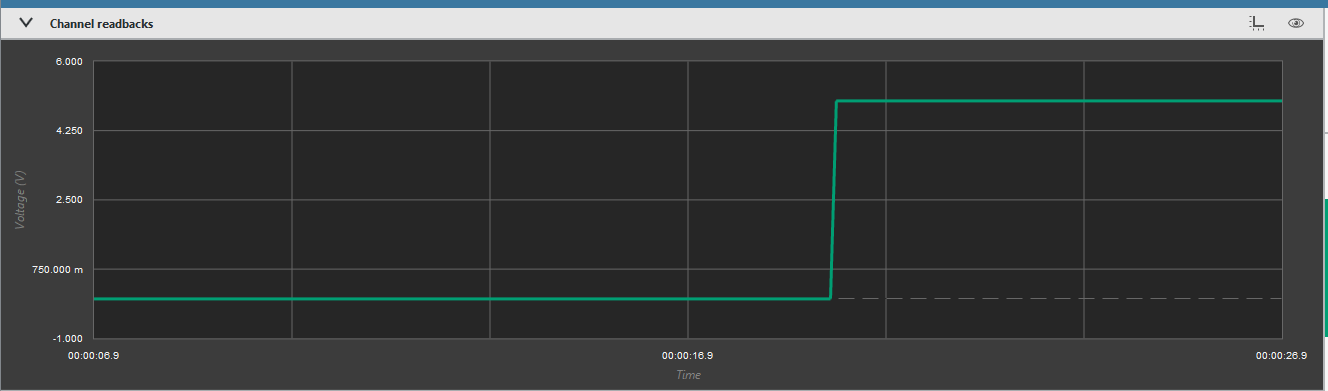 Channel readbacks
6.000
4.250
2.500
750.000 m
-1.000
Voltage (V)
00:00:06.9
00:00:16.9
00:00:26.9
Time